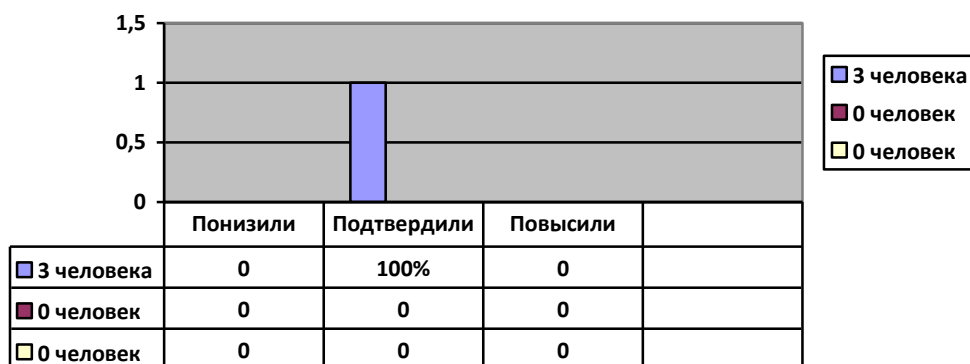 1,5
1
0,5
0
3 человека
0 человек
0 человек
Понизили Подтвердили Повысили
3 человека 0 100% 0
0 человек 0 0 0
0 человек 0 0 0